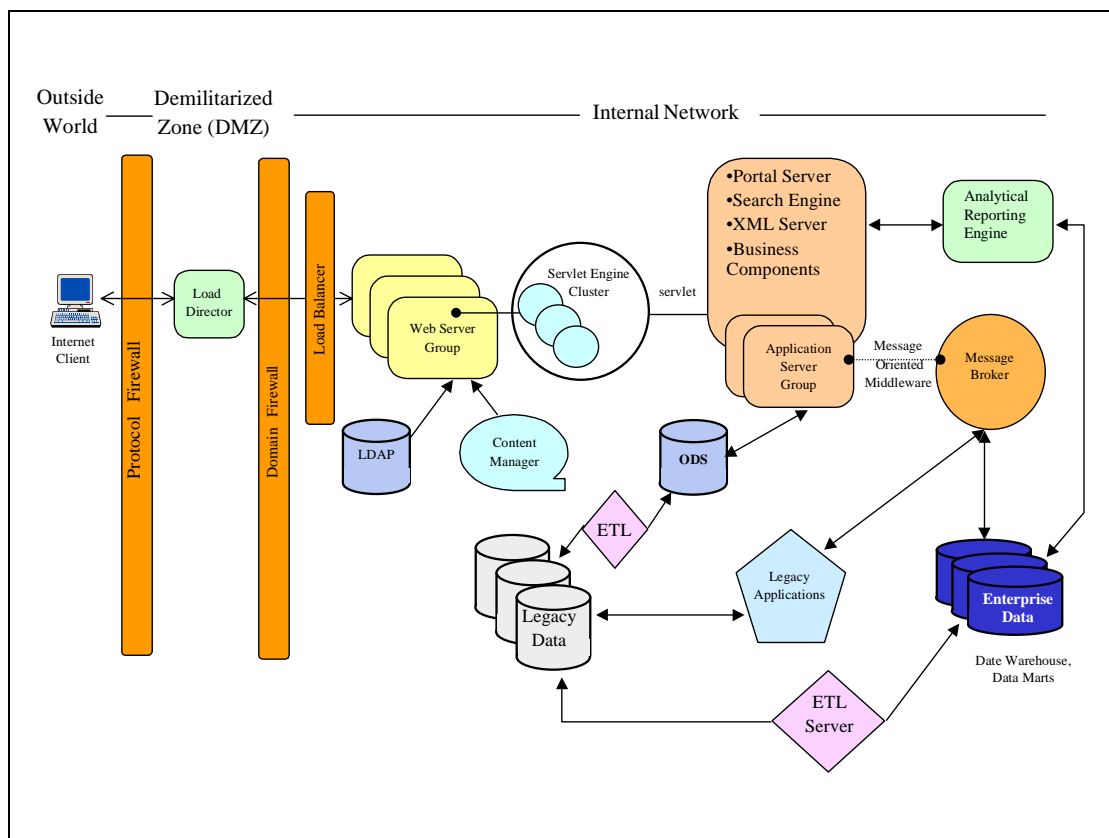 Outside
World
Demilitarized
Zone (DMZ)
Internal Network
Internet
Client
Protocol Firewall
Load
Director
Domain Firewall
Load Balancer
Web Server
Group
LDAP
Content
Manager
Servlet Engine
Cluster
servlet
•Portal Server
•Search Engine
•XML Server
•Business
Components
Application
Server
Group
Analytical
Reporting
Engine
Message
Oriented
Middleware
Message
Broker
ODS
ETL
Legacy
Data
Legacy
Applications
Enterprise
Data
Date Warehouse,
Data Marts
ETL
Server